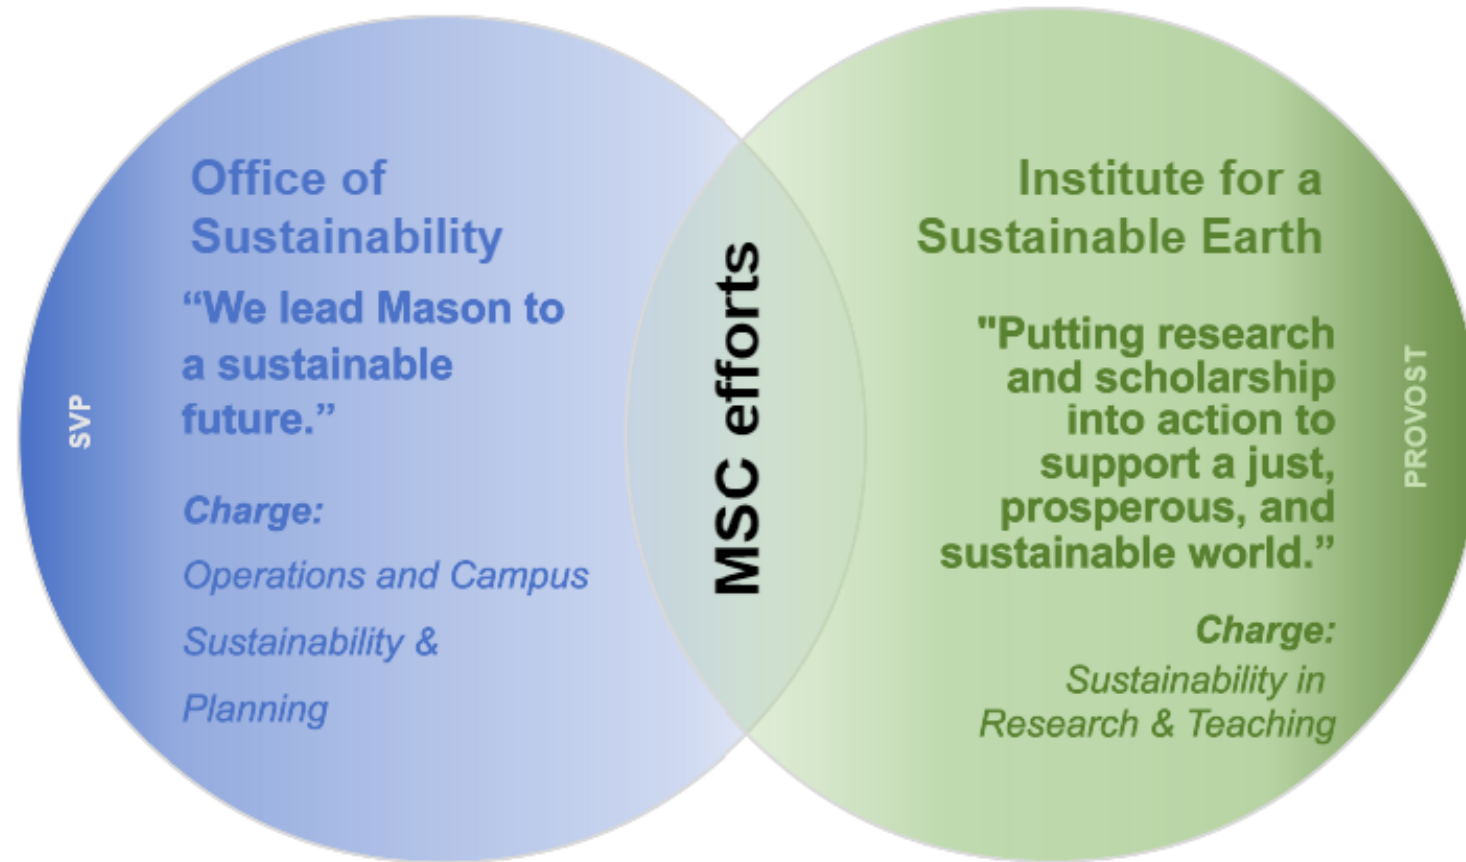 SVP
Office of
Sustainability
“We lead Mason to
a sustainable
future.”
Charge:
Operations and Campus
Sustainability &
Planning
MSC efforts
Institute for a
Sustainable Earth
"Putting research
and scholarship
into action to
support a just,
prosperous, and
sustainable world.”
Charge:
Sustainability in
Research & Teaching
PROVOST